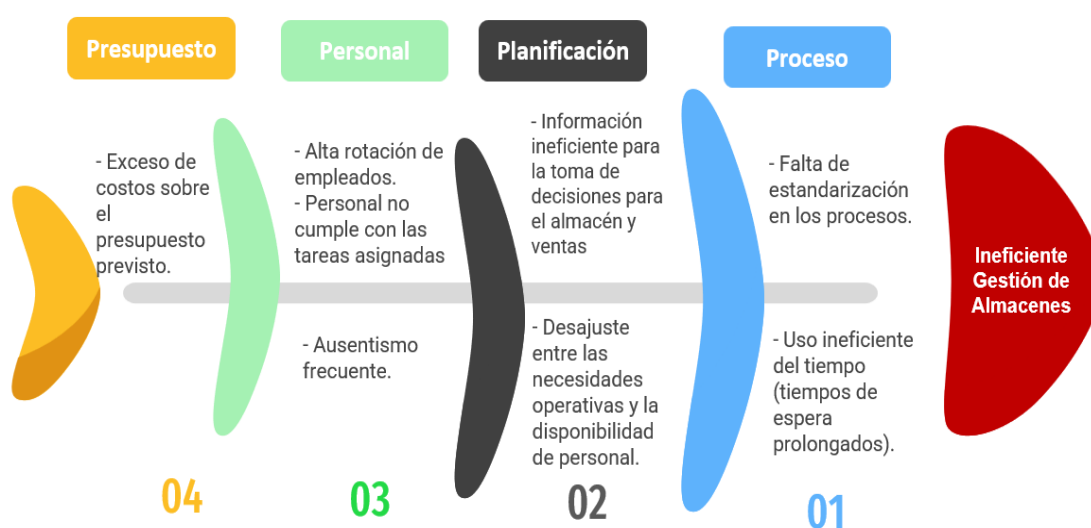 Presupuesto
Personal
Planificación
Proceso
- Exceso de
costos sobre
el
presupuesto
previsto.
- Alta rotación de
empleados.
- Personal no
cumple con las
tareas asignadas
- Ausentismo
frecuente.
- Información
ineficiente para
la toma de
decisiones para
el almacén y
ventas
- Desajuste
entre las
necesidades
operativas y la
disponibilidad
de personal.
- Falta de
estandarización
en los procesos.
- Uso ineficiente
del tiempo
(tiempos de
espera
prolongados).
Ineficiente
Gestión de
Almacenes
04
03
02
01